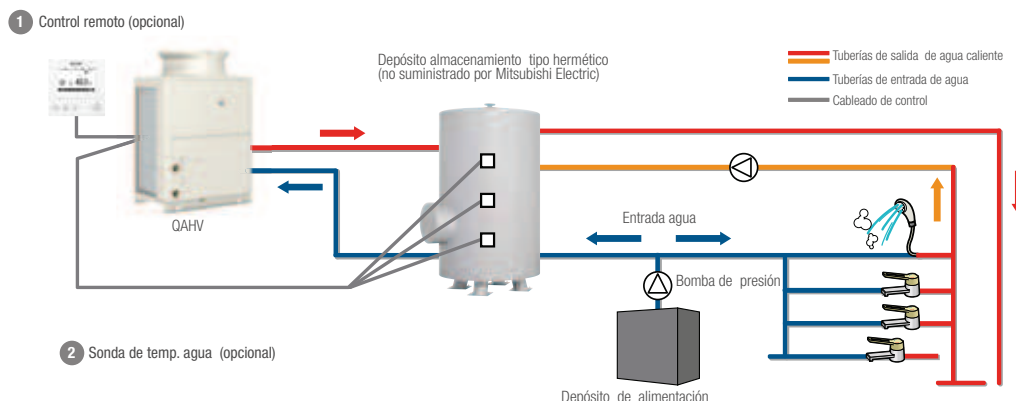 1 Control remoto (opcional)
Depósito almacenamiento tipo hermético
(no suministrado por Mitsubishi Electric)
Tuberías de salida de agua caliente
Tuberías de entrada de agua
Cableado de control
QAHV
Entrada agua
Bomba de presión
2 Sonda de temp. agua (opcional)
Depósito de alimentación